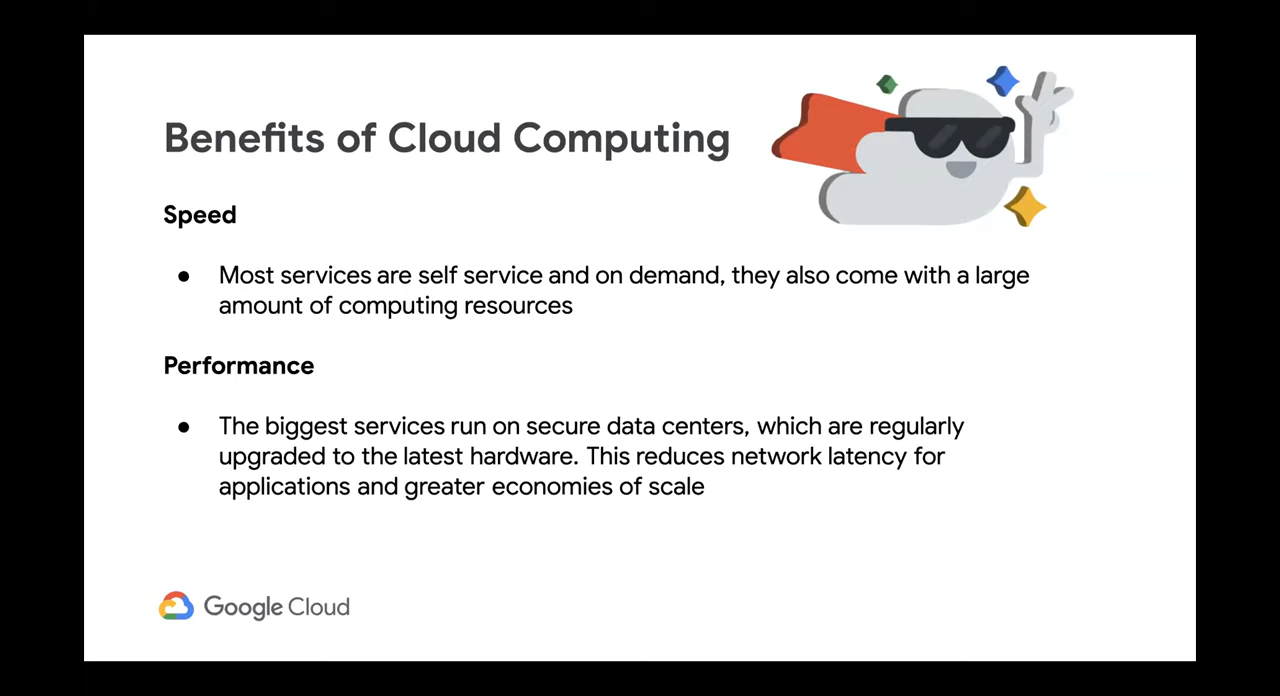 Benefits of Cloud Computing
Speed
● Most services are self service and on demand, they also come with a large
amount of computing resources
Performance
● The biggest services run on secure data centers, which are regularly
upgraded to the latest hardware. This reduces network latency for
applications and greater economies of scale
Google Cloud